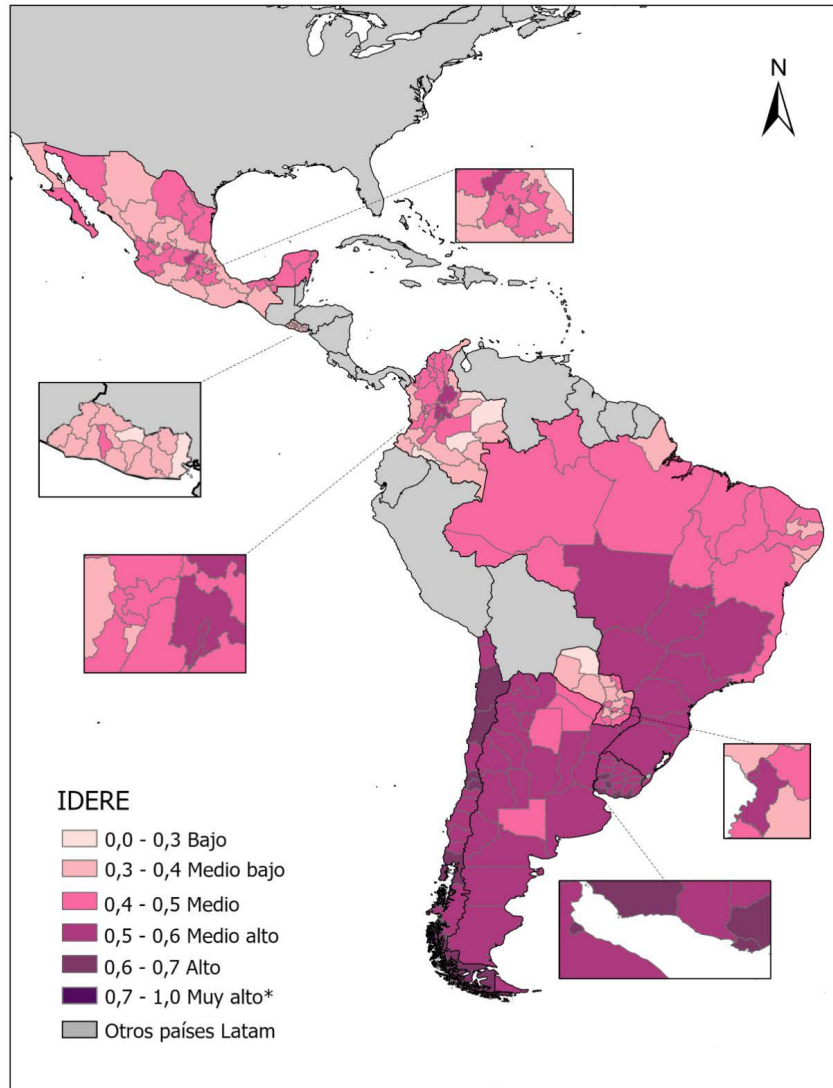 N
IDERE
0,0 - 0,3 Bajo
0,3 - 0,4 Medio bajo
0,4 - 0,5 Medio
0,5 - 0,6 Medio alto
0,6 - 0,7 Alto
0,7 - 1,0 Muy alto*
Otros países Latam